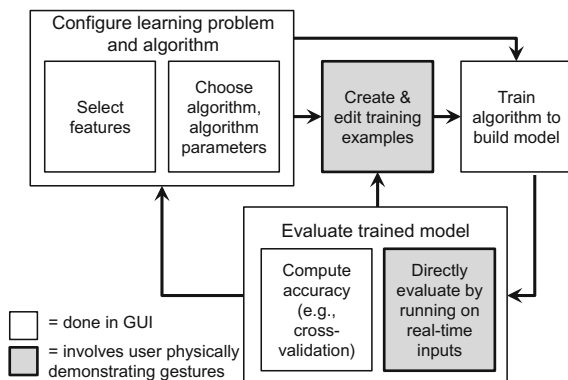 Configure learning problem
and algorithm
Select
features
Choose
algorithm,
algorithm
parameters
Create &
edit training
examples
Train
algorithm to
build model
Evaluate trained model
Compute
accuracy
(e.g.,
cross-
validation)
Directly
evaluate by
running on
real-time
inputs
= done in GUI
= involves user physically
demonstrating gestures